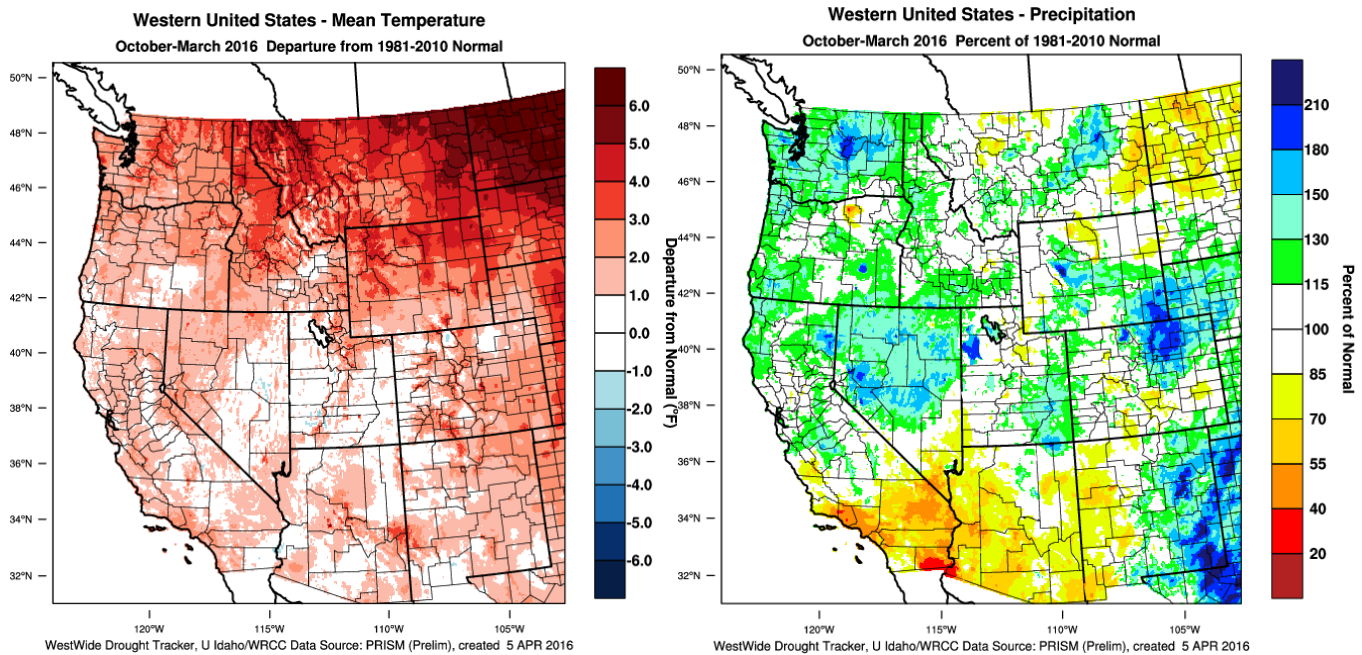 Western United States - Mean Temperature
October-March 2016 Departure from 1981-2010 Normal
50°N
48°N
46°N
44°N
42°N
40°N
38°N
36°N
34°N
32°N
120°W
115°W
110°W
105°W
6.0
5.0
4.0
3.0
2.0
1.0
0.0
-1.0
-2.0
-3.0
-4.0
-5.0
-6.0
Departure from Normal (°F)
WestWide Drought Tracker, U Idaho/WRCC Data Source: PRISM (Prelim), created 5 APR 2016
Western United States - Precipitation
October-March 2016 Percent of 1981-2010 Normal
50°N
48°N
46°N
44°N
42°N
40°N
38°N
36°N
34°N
32°N
120°W
115°W
110°W
105°W
210
180
150
130
115
100
85
70
55
40
20
Percent of Normal
WestWide Drought Tracker, U Idaho/WRCC Data Source: PRISM (Prelim), created 5 APR 2016